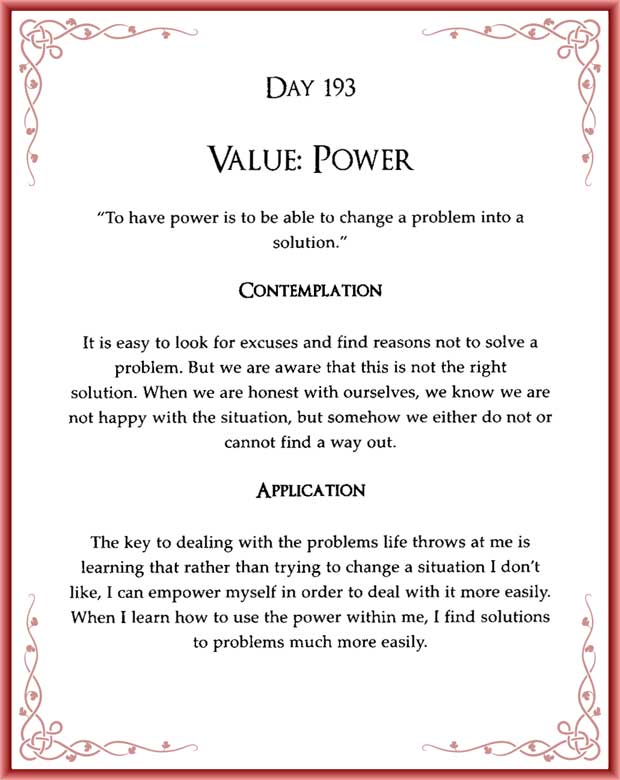 Day 193
Value: Power
"To have power is to be able to change a problem into a
solution."
Contemplation
It is easy to look for excuses and find reasons not to solve a
problem. But we are aware that this is not the right
solution. When we are honest with ourselves, we know we are
not happy with the situation, but somehow we either do not or
cannot find a way out.
Application
The key to dealing with the problems life throws at me is
learning that rather than trying to change a situation I don't
like, I can empower myself in order to deal with it more easily.
When I learn how to use the power within me, I find solutions
to problems much more easily.